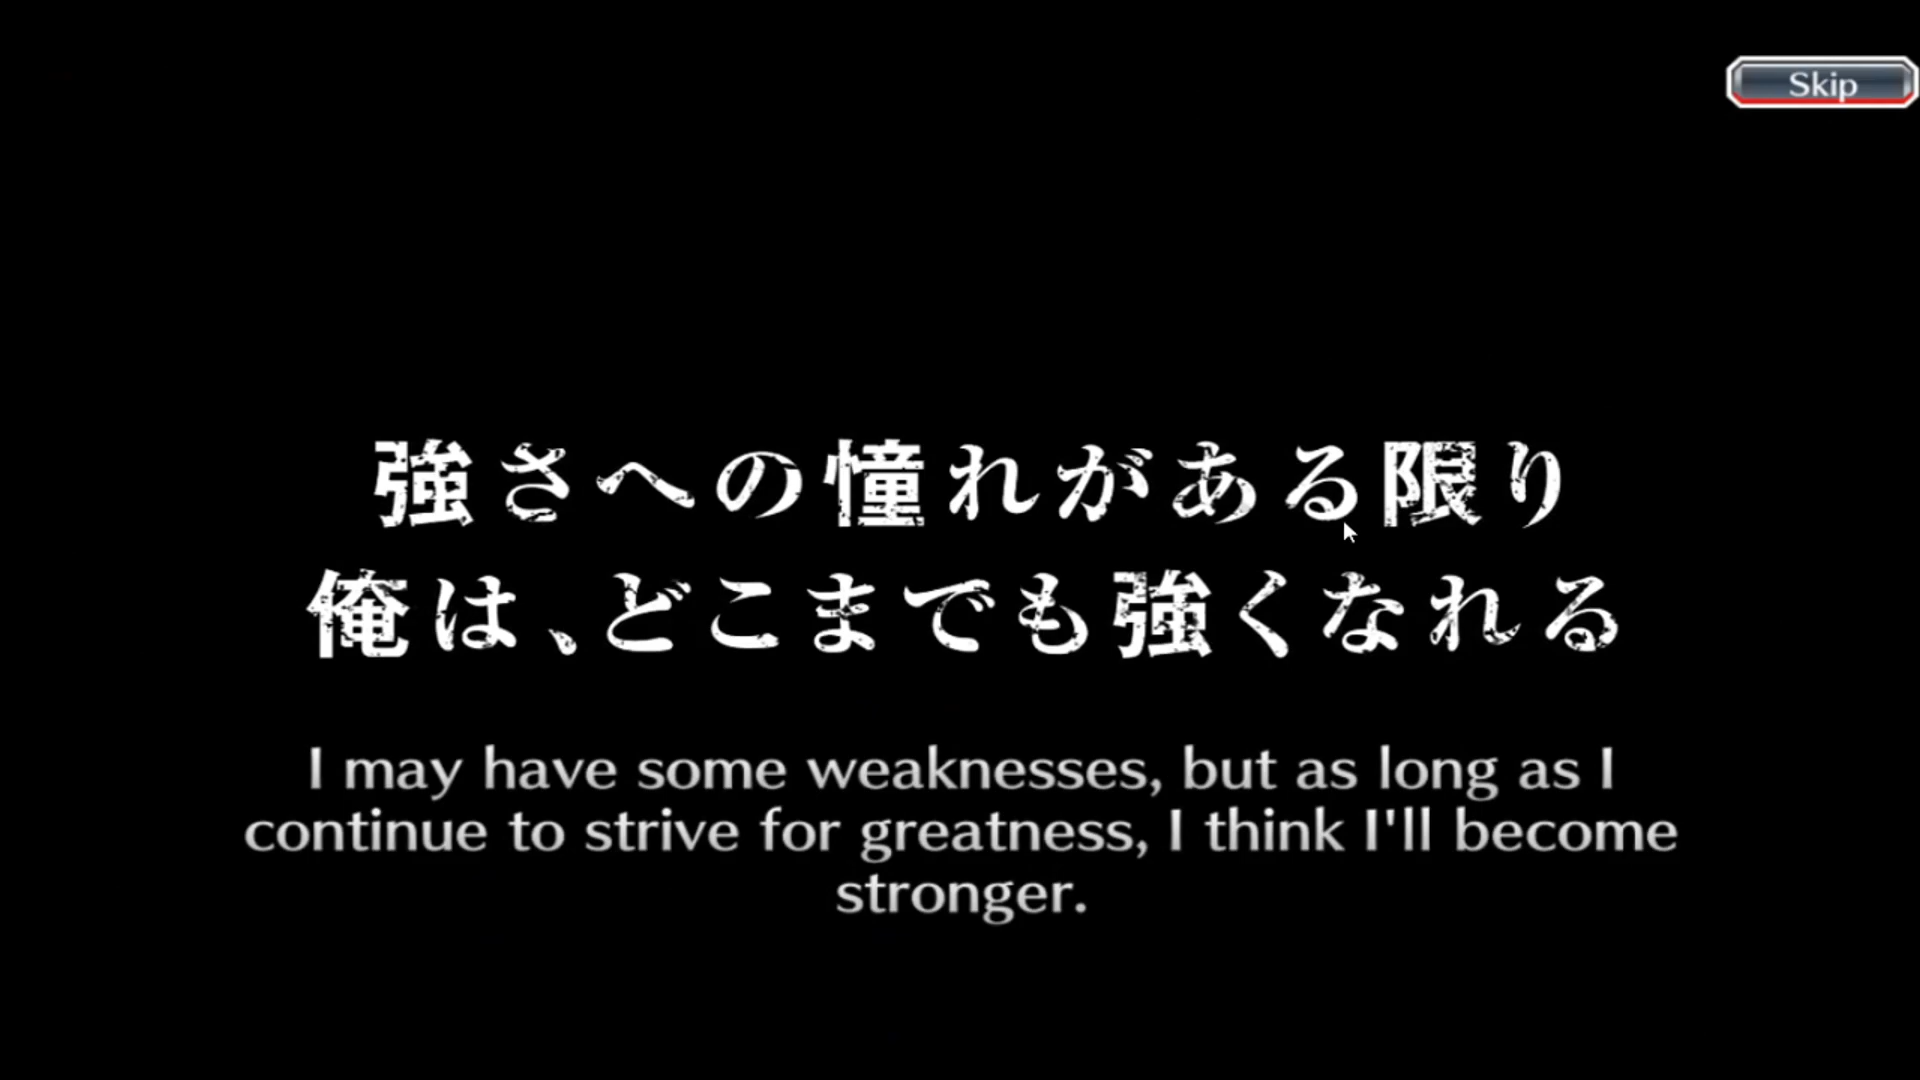 Skip
強さへの憧れがある限り
俺は、どこまでも強くなれる
I may have some weaknesses, but as long as I
continue to strive for greatness, I think I'll become
stronger.